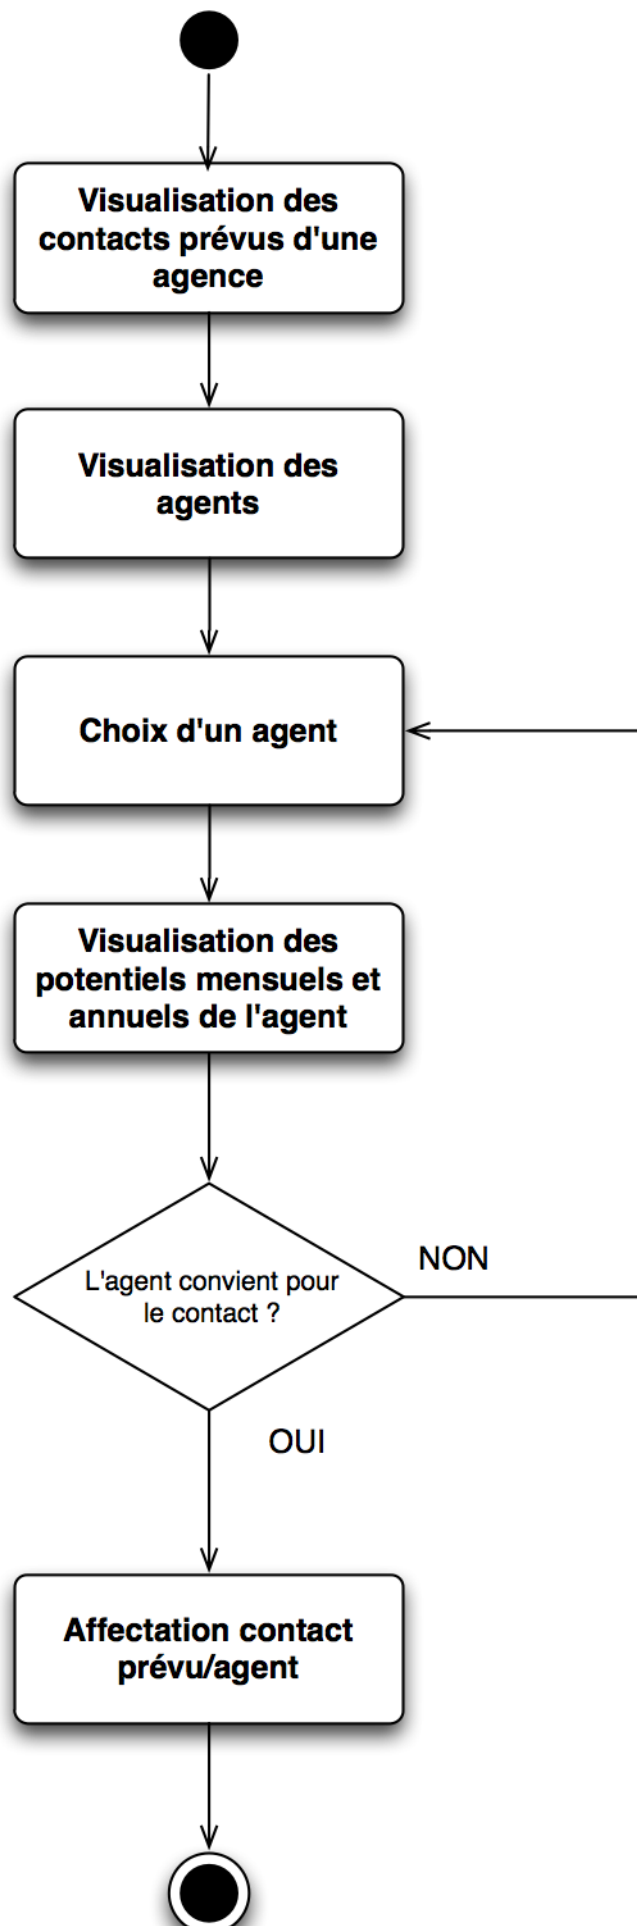 Visualisation des
contacts prévus d'une
agence
Visualisation des
agents
Choix d'un agent
Visualisation des
potentiels mensuels et
annuels de l'agent
L'agent convient pour
le contact ?
NON
OUI
Affectation contact
prévu/agent